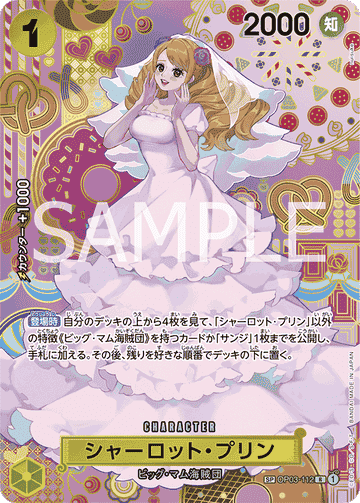 1
2000
知
カウンター +1000
SAMPLE
登場時 自分のデッキの上から4枚を見て、「シャーロット・プリン」以外
の特徴《ビッグ・マム海賊団》を持つカードか「サンジ」1枚までを公開し、
手札に加える。その後、残りを好きな順番でデッキの下に置く。
CHARACTER
シャーロット・プリン
ビッグ・マム海賊団
SP OP03-112 R 1